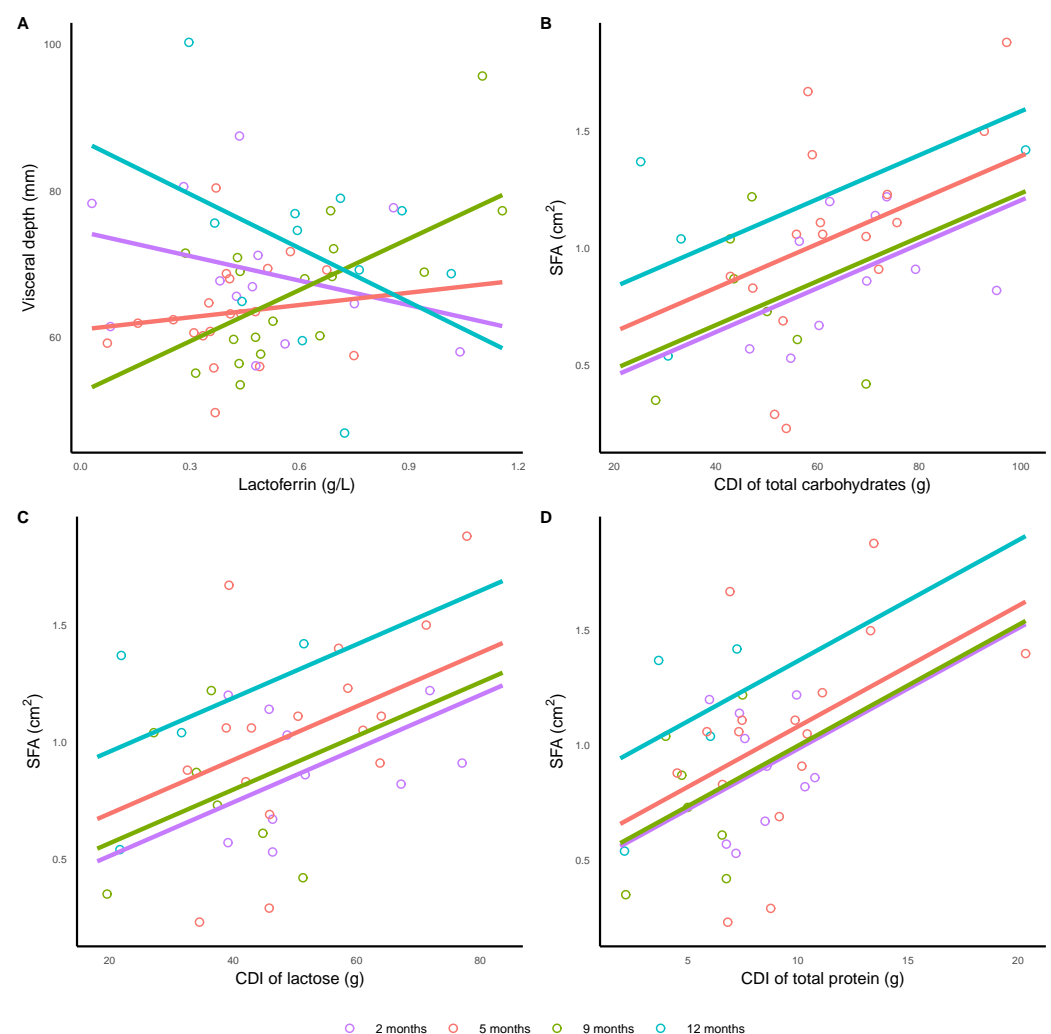 A
100
80
60
Visceral depth (mm)
0.0 0.3 0.6 0.9 1.2
Lactoferrin (g/L)
B
1.5
1.0
0.5
SFA (cm²)
20 40 60 80 100
CDI of total carbohydrates (g)
C
1.5
1.0
0.5
SFA (cm²)
20 40 60 80
CDI of lactose (g)
D
1.5
1.0
0.5
SFA (cm²)
5 10 15 20
CDI of total protein (g)
2 months 5 months 9 months 12 months